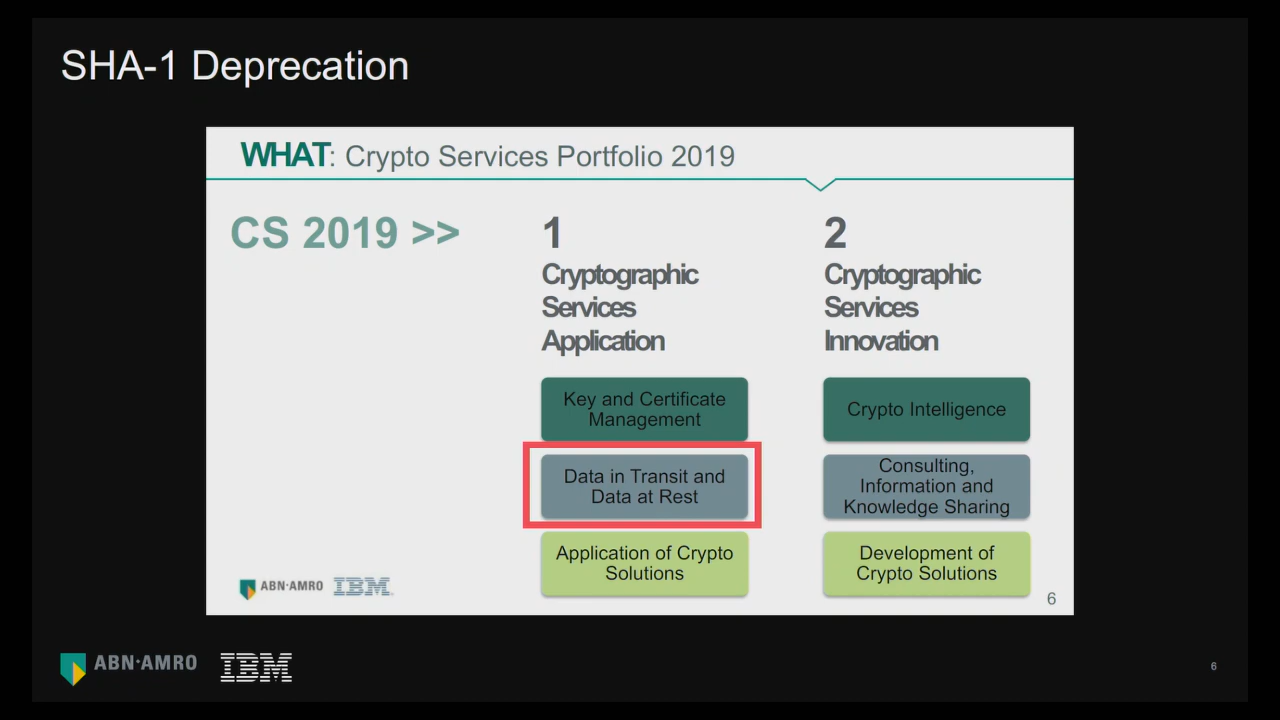 SHA-1 Deprecation
WHAT: Crypto Services Portfolio 2019
CS 2019 >>
1
Cryptographic
Services
Application
Key and Certificate
Management
Data in Transit and
Data at Rest
Application of Crypto
Solutions
2
Cryptographic
Services
Innovation
Crypto Intelligence
Consulting,
Information and
Knowledge Sharing
Development of
Crypto Solutions
ABN·AMRO IBM
6
ABN·AMRO IBM
6